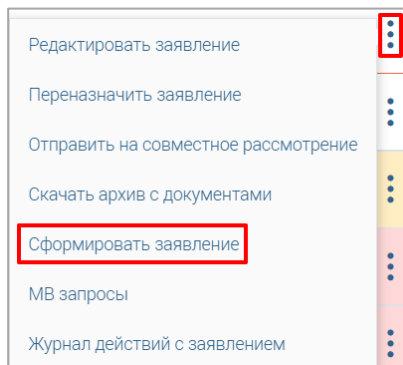 Редактировать заявление
Переназначить заявление
Отправить на совместное рассмотрение
Скачать архив с документами
Сформировать заявление
МВ запросы
Журнал действий с заявлением